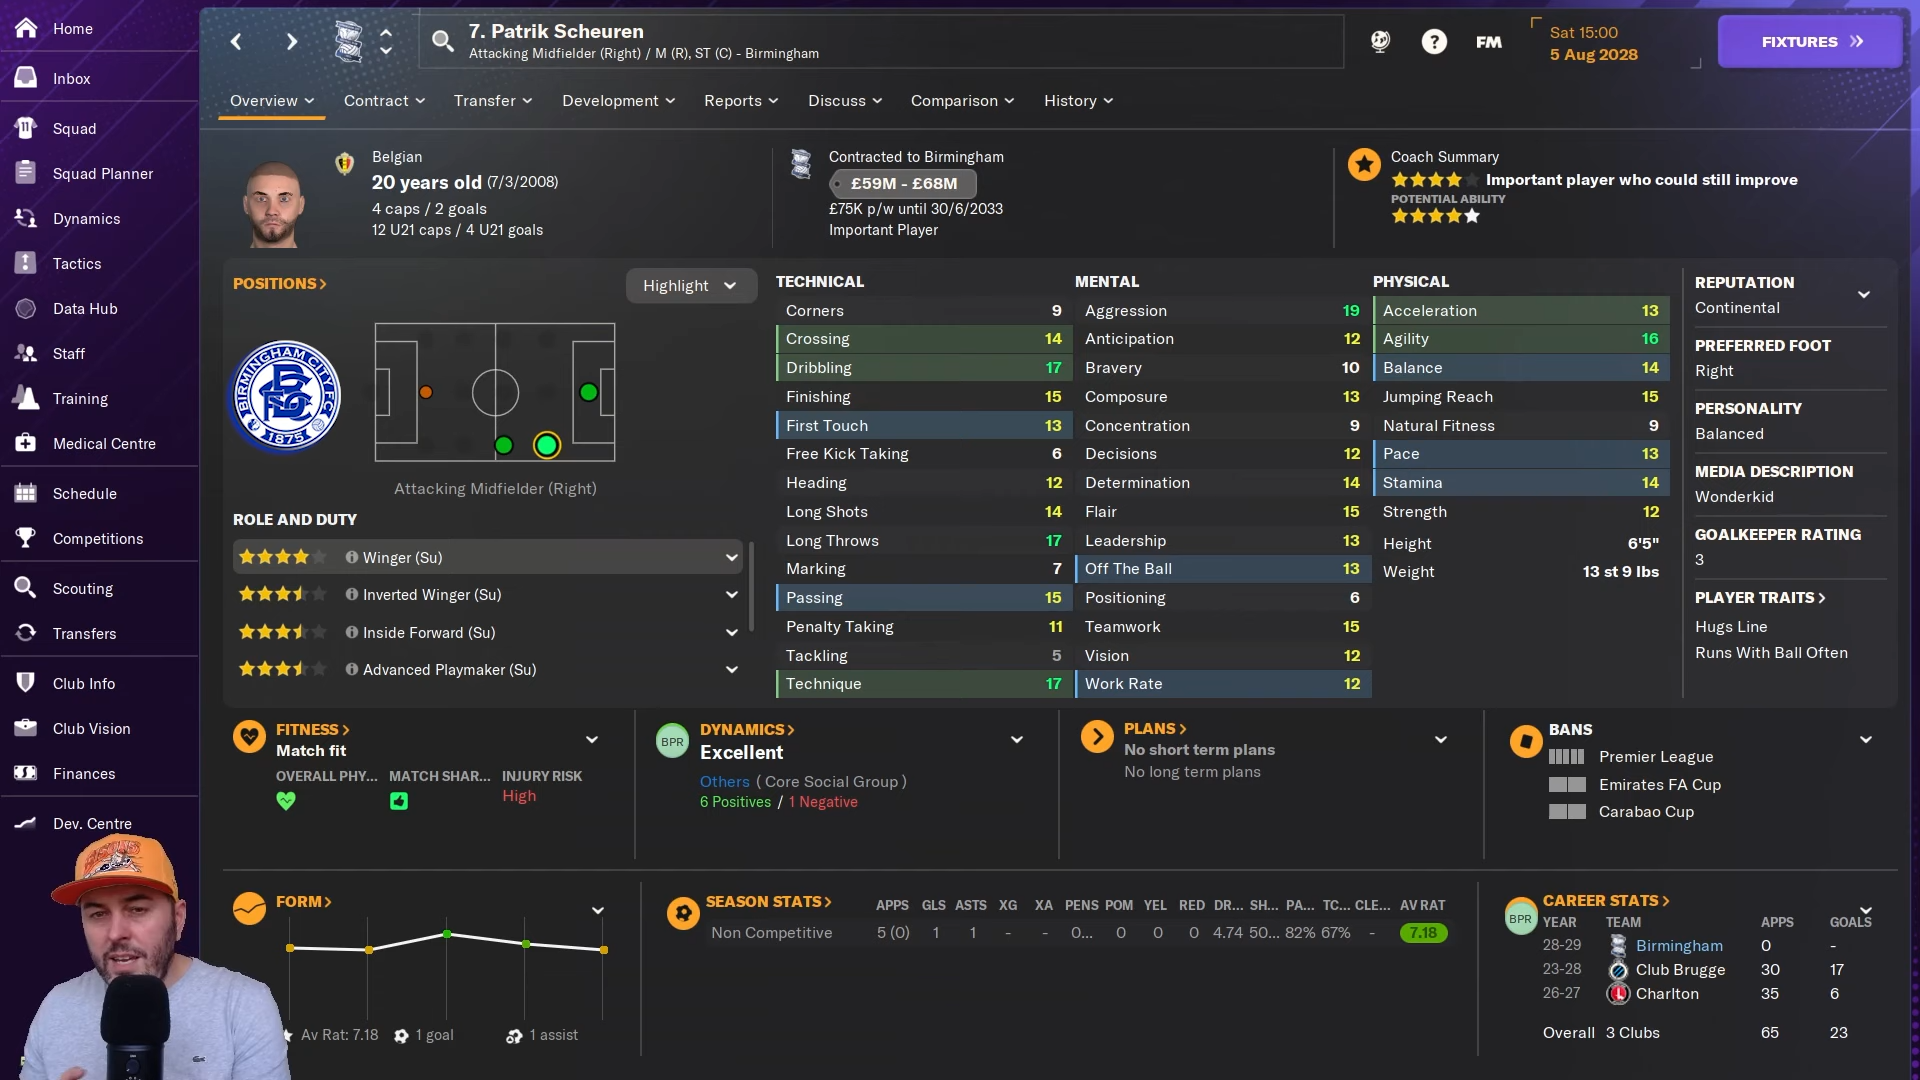 Home
Inbox
Squad
Squad Planner
Dynamics
Tactics
Data Hub
Staff
Training
Medical Centre
Schedule
Competitions
Scouting
Transfers
Club Info
Club Vision
Finances
Dev. Centre
7. Patrik Scheuren
Attacking Midfielder (Right) / M (R), ST (C) - Birmingham
? FM
Sat 15:00
5 Aug 2028
FIXTURES
Overview Contract Transfer Development Reports Discuss Comparison History
Belgian
20 years old (7/3/2008)
4 caps / 2 goals
12 U21 caps / 4 U21 goals
Contracted to Birmingham
£59M - £68M
£75K p/w until 30/6/2033
Important Player
Coach Summary
Important player who could still improve
POTENTIAL ABILITY
POSITIONS
Highlight
BIRMINGHAM CITY FC
1875
Attacking Midfielder (Right)
ROLE AND DUTY
Winger (Su)
Inverted Winger (Su)
Inside Forward (Su)
Advanced Playmaker (Su)
TECHNICAL
Corners 9
Crossing 14
Dribbling 17
Finishing 15
First Touch 13
Free Kick Taking 6
Heading 12
Long Shots 14
Long Throws 17
Marking 7
Passing 15
Penalty Taking 11
Tackling 5
Technique 17
MENTAL
Aggression 19
Anticipation 12
Bravery 10
Composure 13
Concentration 9
Decisions 12
Determination 14
Flair 15
Leadership 13
Off The Ball 13
Positioning 6
Teamwork 15
Vision 12
Work Rate 12
PHYSICAL
Acceleration 13
Agility 16
Balance 14
Jumping Reach 15
Natural Fitness 9
Pace 13
Stamina 14
Strength 12
Height 6'5"
Weight 13 st 9 lbs
REPUTATION
Continental
PREFERRED FOOT
Right
PERSONALITY
Balanced
MEDIA DESCRIPTION
Wonderkid
GOALKEEPER RATING
3
PLAYER TRAITS
Hugs Line
Runs With Ball Often
FITNESS
Match fit
OVERALL PHY... MATCH SHAR... INJURY RISK
High
BPR
DYNAMICS
Excellent
Others ( Core Social Group )
6 Positives / 1 Negative
PLANS
No short term plans
No long term plans
BANS
Premier League
Emirates FA Cup
Carabao Cup
FORM
Av Rat: 7.18 1 goal 1 assist
SEASON STATS APPS GLS ASTS XG XA PENS POM YEL RED DR... SH... PA... TC... CLE... AV RAT
Non Competitive 5 (0) 1 1 - - 0... 0 0 0 4.74 50... 82% 67% - 7.18
BPR
CAREER STATS
YEAR TEAM APPS GOALS
28-29 Birmingham 0 -
23-28 Club Brugge 30 17
26-27 Charlton 35 6
Overall 3 Clubs 65 23